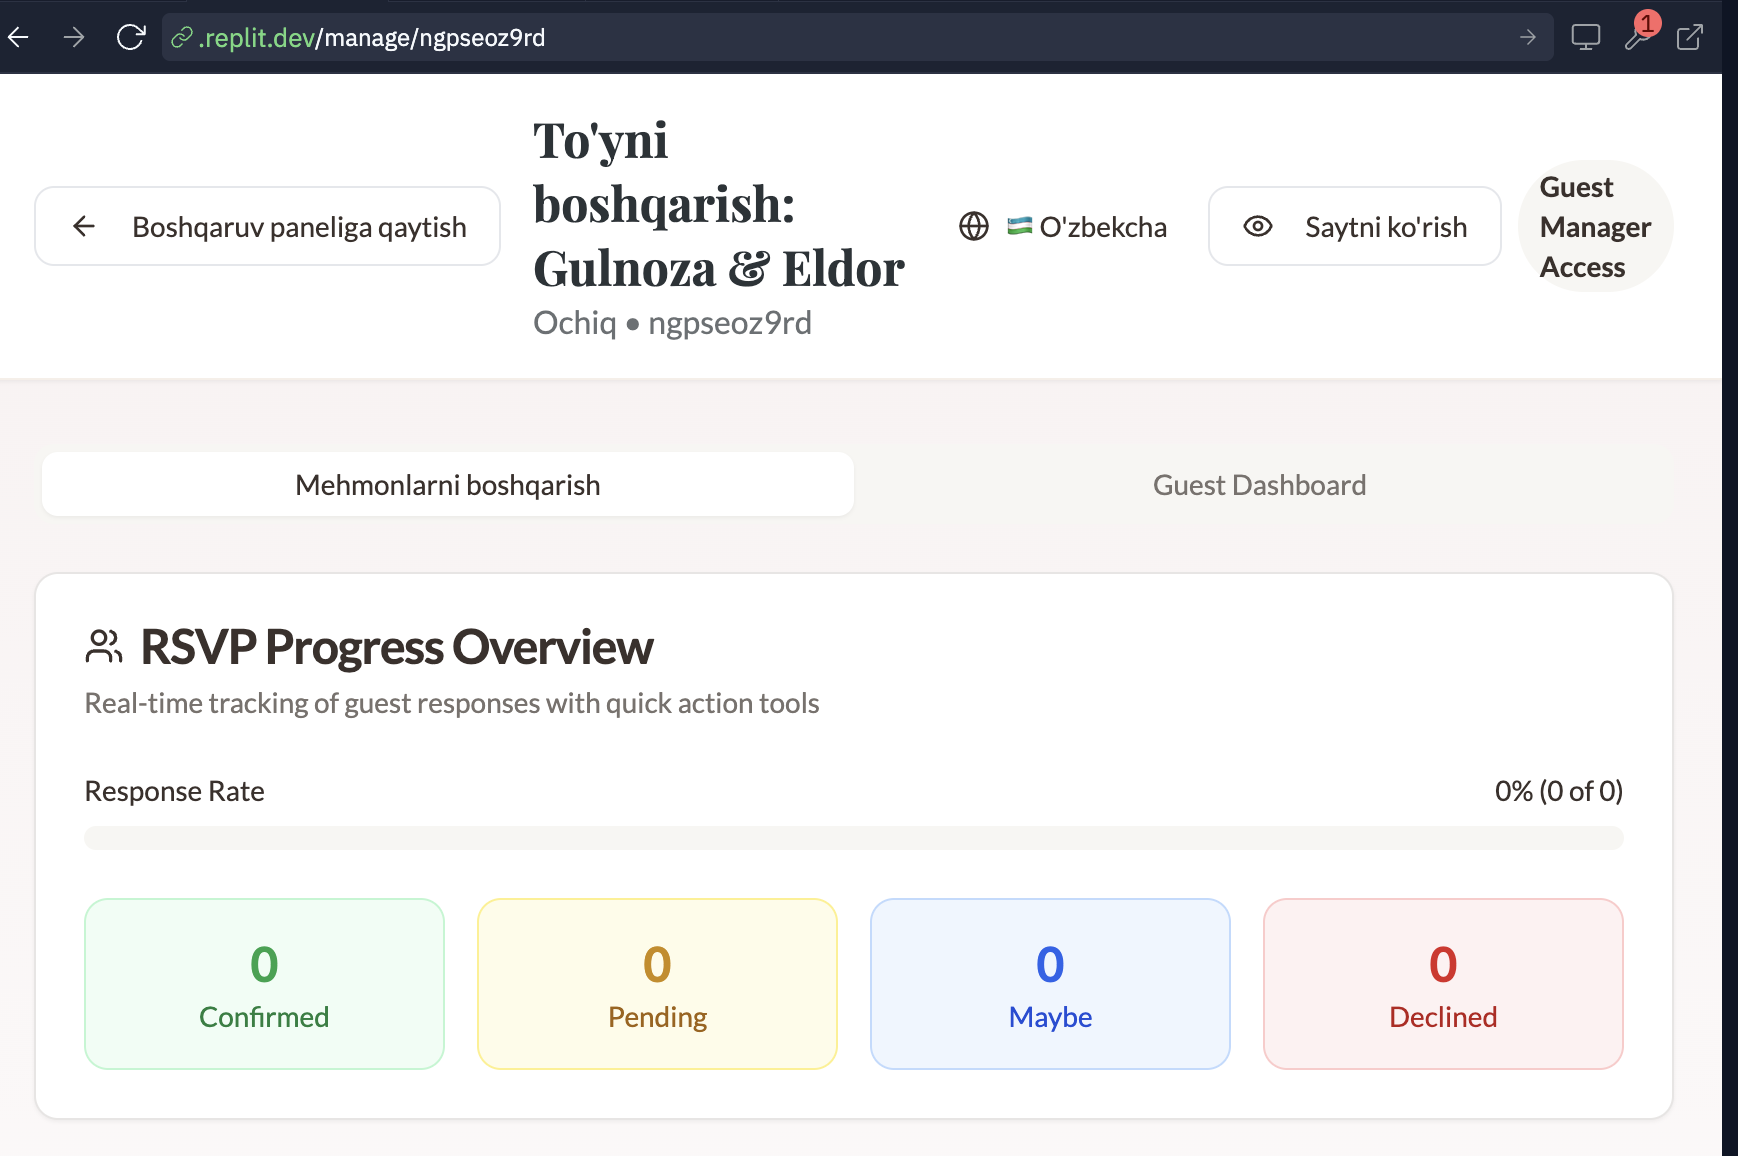 .replit.dev/manage/ngpseoz9rd
1
Boshqaruv paneliga qaytish
To'yni
boshqarish:
Gulnoza & Eldor
Ochiq • ngpseoz9rd
O'zbekcha
Saytni ko'rish
Guest
Manager
Access
Mehmonlarni boshqarish
Guest Dashboard
RSVP Progress Overview
Real-time tracking of guest responses with quick action tools
Response Rate
0% (0 of 0)
0
Confirmed
0
Pending
0
Maybe
0
Declined